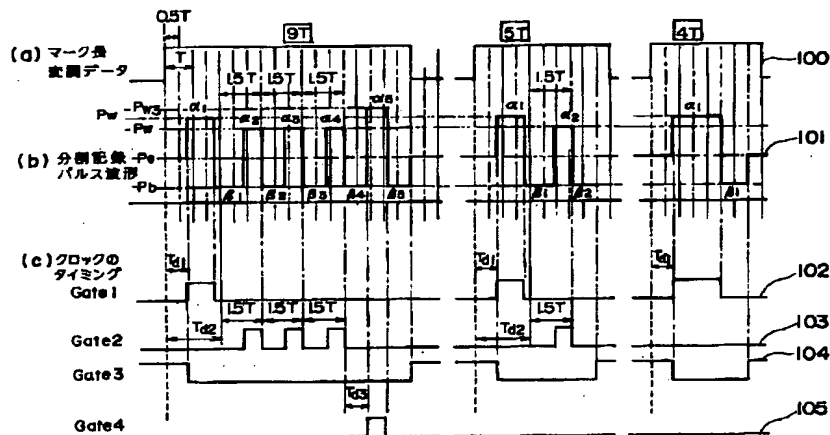 0.5T
T
9T
5T
4T
(a) マーク長
変調データ
100
1.5T 1.5T 1.5T
1.5T
Pw3
Pw
Pw
α1 α2 α3 α4 α5
α1 α2
α1
(b) 分割記録
パルス波形
Pe
Pb
101
β1 β2 β3 β4 β5
β1 β2
β1
(c) クロックの
タイミング
Td1
Td1
Gate1
102
1.5T 1.5T 1.5T
1.5T
Td2
Td2
Gate2
103
Gate3
104
Td3
Gate4
105